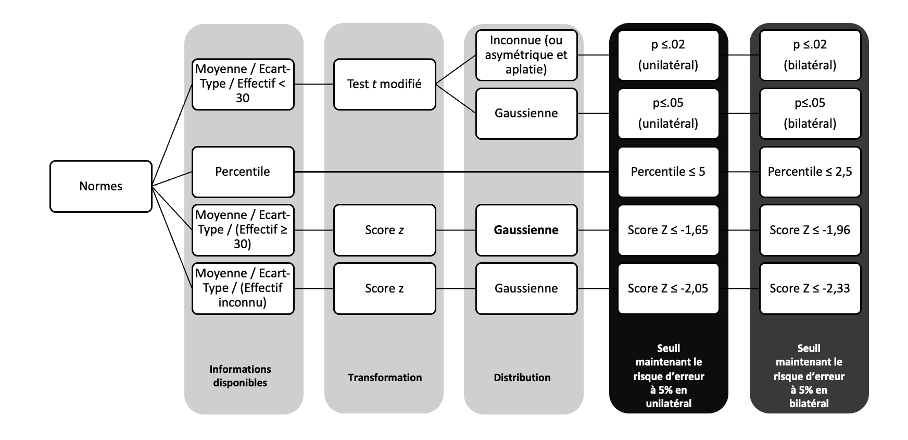 Normes
Moyenne / Ecart-
Type / Effectif <
30
Test t modifié
Inconnue (ou
asymétrique et
aplatie)
p ≤.02
(unilatéral)
p ≤.02
(bilatéral)
Gaussienne
p≤.05
(unilatéral)
p≤.05
(bilatéral)
Percentile
Percentile ≤ 5
Percentile ≤ 2,5
Moyenne / Ecart-
Type / (Effectif ≥
30)
Score z
Gaussienne
Score Z ≤ -1,65
Score Z ≤ -1,96
Moyenne / Ecart-
Type / (Effectif
inconnu)
Score z
Gaussienne
Score Z ≤ -2,05
Score Z ≤ -2,33
Informations
disponibles
Transformation
Distribution
Seuil
maintenant le
risque d'erreur
à 5% en
unilatéral
Seuil
maintenant le
risque d'erreur
à 5% en
bilatéral